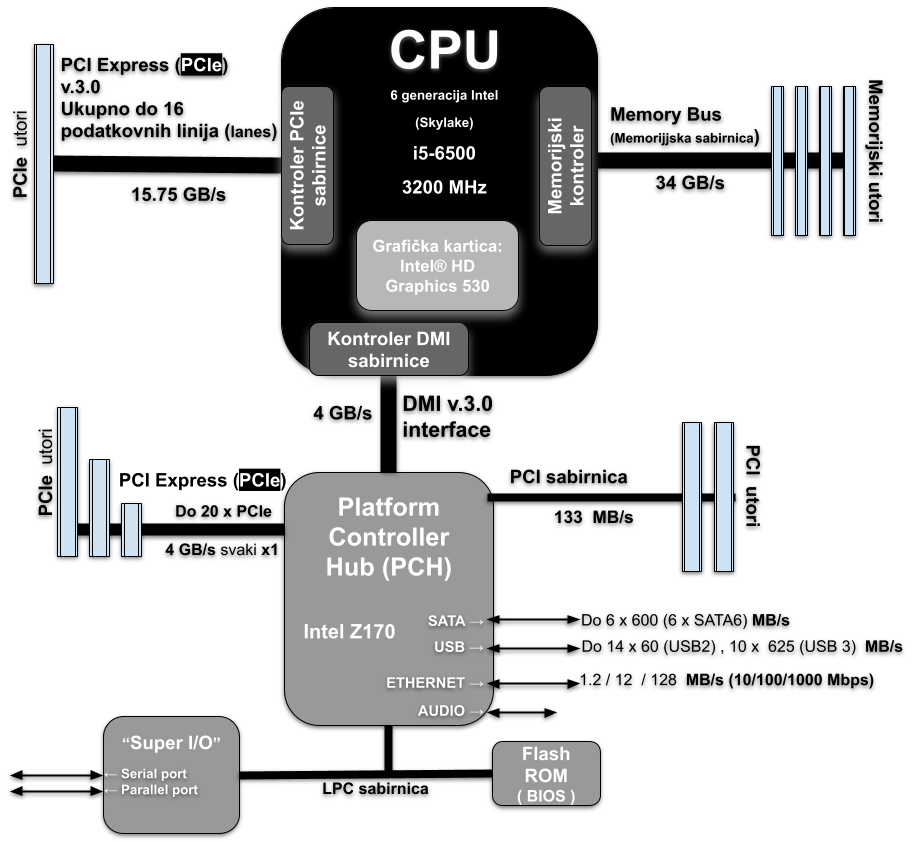 CPU
6 generacija Intel
(Skylake)
i5-6500
3200 MHz
PCI Express (PCIe)
v.3.0
Ukupno do 16
podatkovnih linija (lanes)
15.75 GB/s
PCIe utori
Kontroler PCIe
sabirnice
Memorijski
kontroler
Memory Bus
(Memorijjska sabirnica)
34 GB/s
Memorijski utori
Grafička kartica:
Intel® HD
Graphics 530
Kontroler DMI
sabirnice
4 GB/s
DMI v.3.0
interface
PCIe utori
PCI Express (PCIe)
Do 20 x PCIe
4 GB/s svaki x1
PCI sabirnica
133 MB/s
PCI utori
Platform
Controller
Hub (PCH)
Intel Z170
SATA →
Do 6 x 600 (6 x SATA6) MB/s
USB →
Do 14 x 60 (USB2) , 10 x 625 (USB 3) MB/s
ETHERNET →
1.2 / 12 / 128 MB/s (10/100/1000 Mbps)
AUDIO →
“Super I/O”
← Serial port
← Parallel port
LPC sabirnica
Flash
ROM
( BIOS )